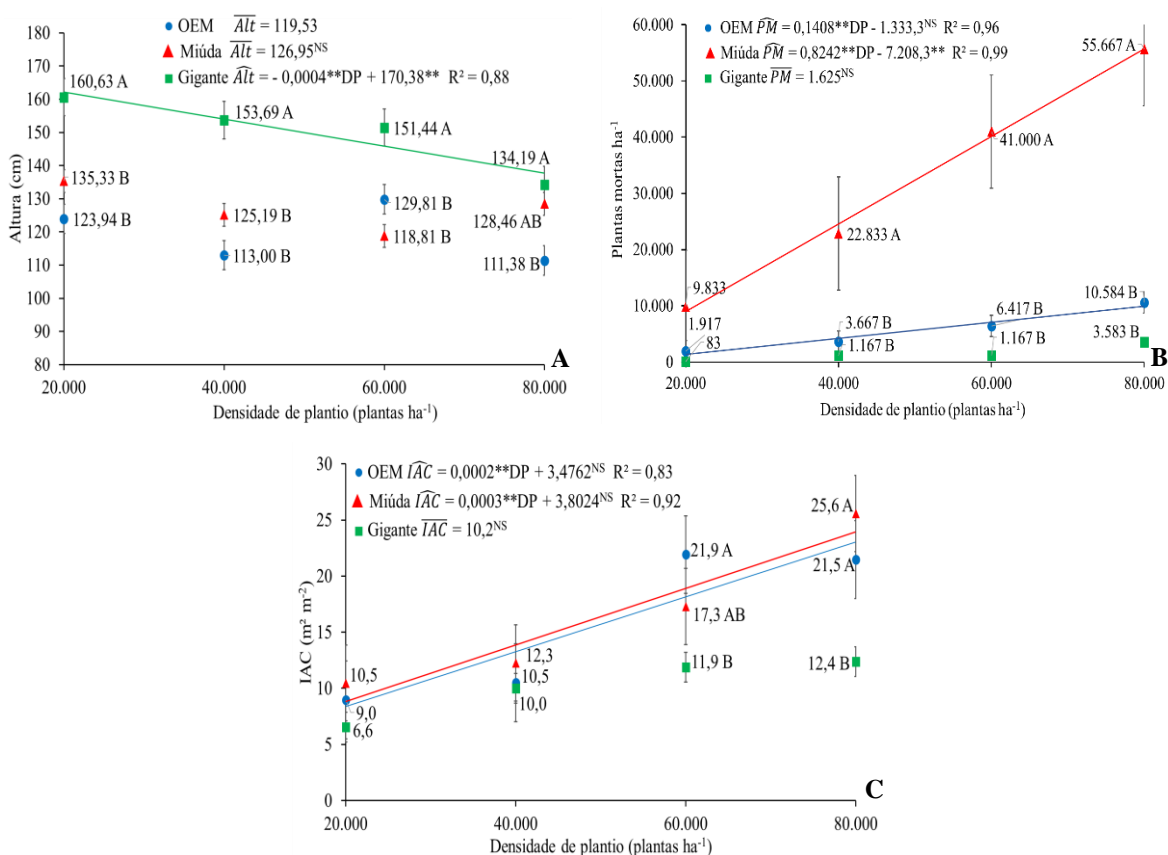 OEM A̅l̅t̅ = 119,53
Miúda A̅l̅t̅ = 126,95ᴺˢ
Gigante Âlt = - 0,0004**DP + 170,38** R² = 0,88
Altura (cm)
180
170
160
150
140
130
120
110
100
90
80
160,63 A
153,69 A
151,44 A
134,19 A
135,33 B
125,19 B
118,81 B
128,46 AB
123,94 B
113,00 B
129,81 B
111,38 B
20.000 40.000 60.000 80.000
Densidade de plantio (plantas ha⁻¹)
A
OEM P̂M = 0,1408**DP - 1.333,3ᴺˢ R² = 0,96
Miúda P̂M = 0,8242**DP - 7.208,3** R² = 0,99
Gigante P̅M̅ = 1.625ᴺˢ
Plantas mortas ha⁻¹
60.000
50.000
40.000
30.000
20.000
10.000
0
9.833
22.833 A
41.000 A
55.667 A
1.917
3.667 B
6.417 B
10.584 B
83
1.167 B
1.167 B
3.583 B
20.000 40.000 60.000 80.000
Densidade de plantio (plantas ha⁻¹)
B
OEM ÎAC = 0,0002**DP + 3,4762ᴺˢ R² = 0,83
Miúda ÎAC = 0,0003**DP + 3,8024ᴺˢ R² = 0,92
Gigante I̅A̅C̅ = 10,2ᴺˢ
IAC (m² m⁻²)
30
25
20
15
10
5
0
10,5
12,3
17,3 AB
25,6 A
9,0
10,5
21,9 A
21,5 A
6,6
10,0
11,9 B
12,4 B
20.000 40.000 60.000 80.000
Densidade de plantio (plantas ha⁻¹)
C